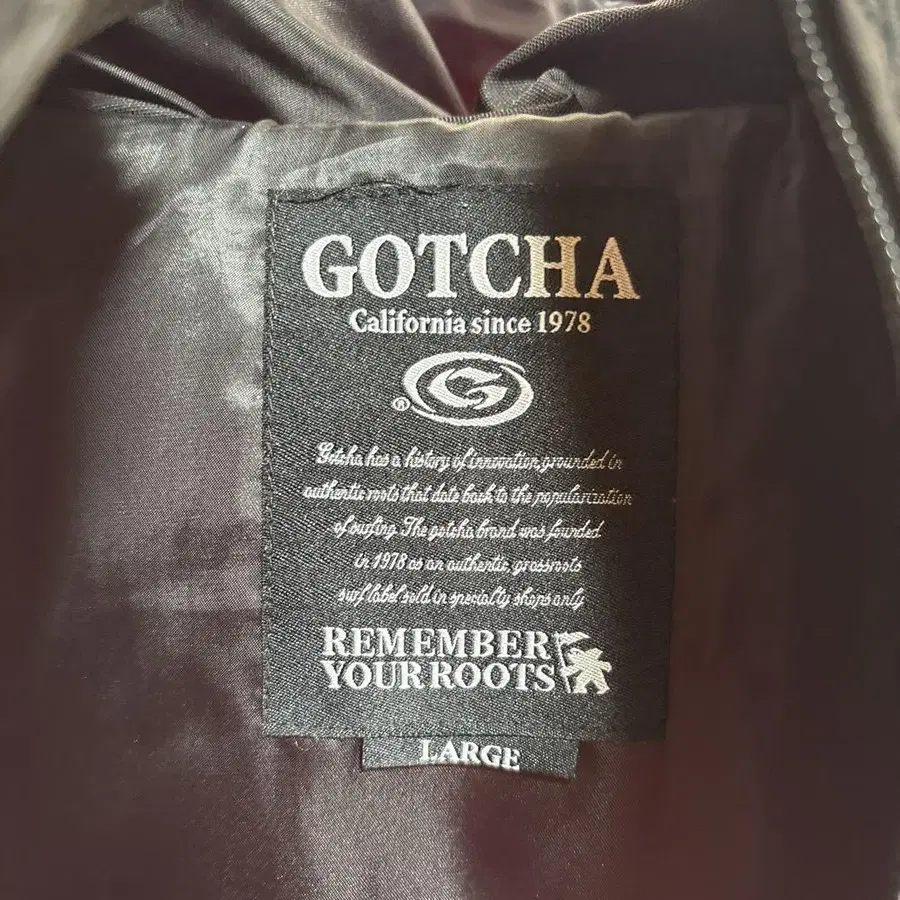 GOTCHA
California since 1978
G
®
Gotcha has a history of innovation, grounded in
authentic roots that date back to the popularization
of surfing. The gotcha brand was founded
in 1978 as an authentic, grassroots
surf label sold in specialty shops only
REMEMBER
YOUR ROOTS
LARGE